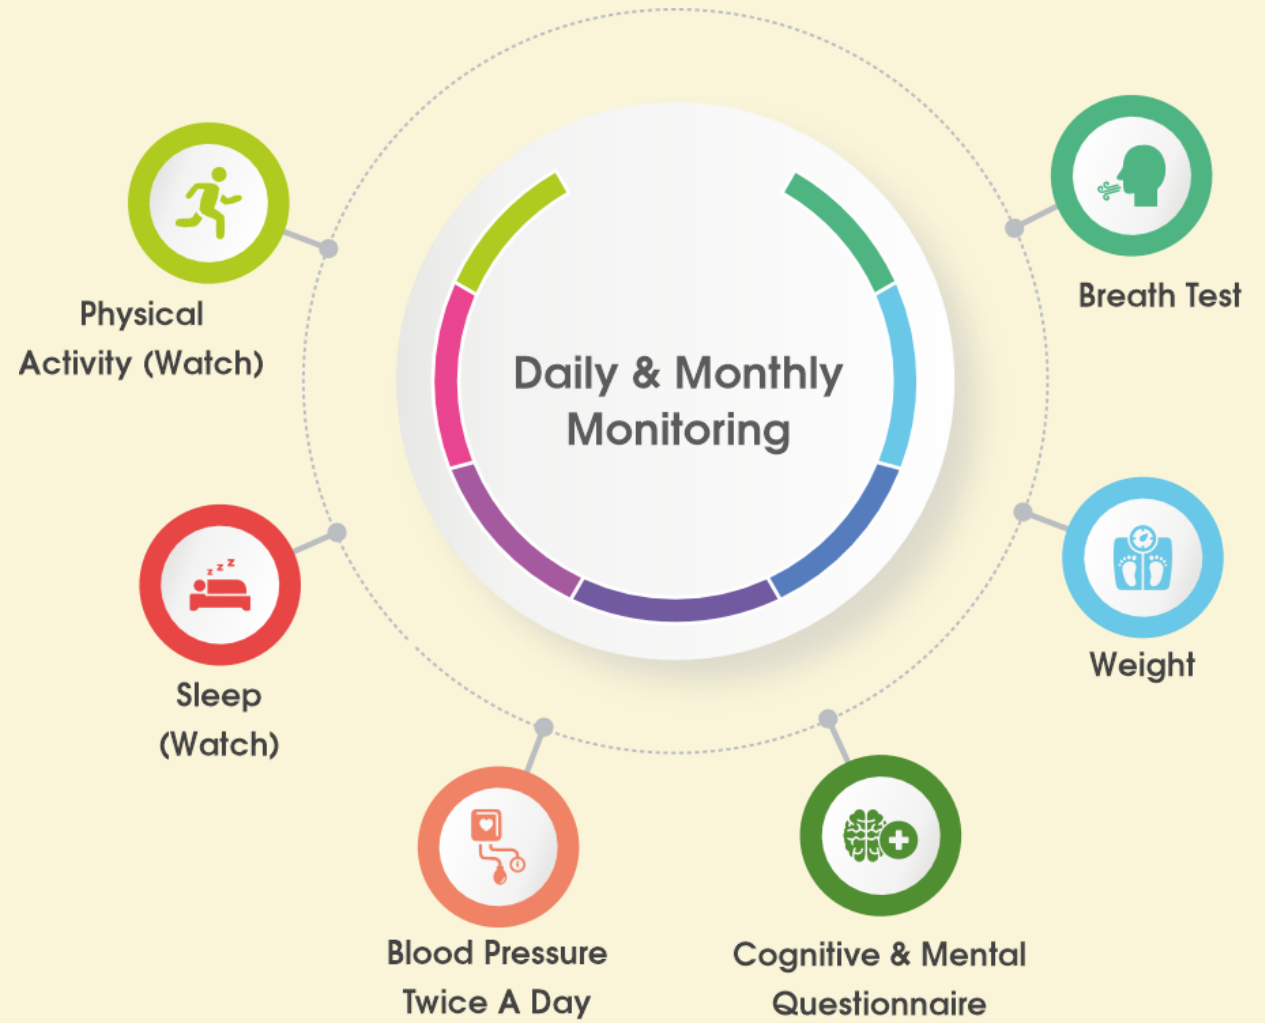 Daily & Monthly
Monitoring
Physical
Activity (Watch)
Breath Test
Sleep
(Watch)
Weight
Blood Pressure
Twice A Day
Cognitive & Mental
Questionnaire